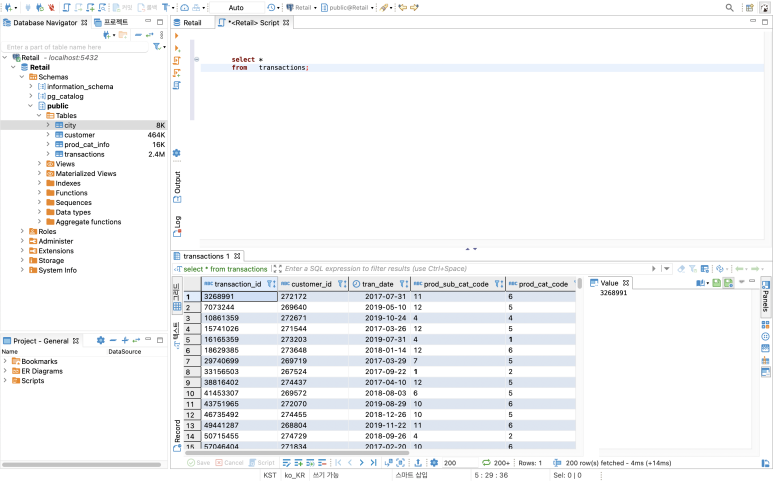 Auto
Retail
public@Retail
Database Navigator
프로젝트
Enter a part of table name here
Retail - localhost:5432
Retail
Schemas
information_schema
pg_catalog
public
Tables
city 8K
customer 464K
prod_cat_info 16K
transactions 2.4M
Views
Materialized Views
Indexes
Functions
Sequences
Data types
Aggregate functions
Roles
Administer
Extensions
Storage
System Info
Project - General
Name DataSource
Bookmarks
ER Diagrams
Scripts
Retail
*<Retail> Script
select *
from transactions;
Output
Log
transactions 1
select * from transactions
Enter a SQL expression to filter results (use Ctrl+Space)
그리드
텍스트
Record
transaction_id customer_id tran_date prod_sub_cat_code prod_cat_code
1 3268991 272172 2017-07-31 11 6
2 7073244 269640 2019-05-10 12 5
3 10861359 272671 2019-10-24 4 4
4 15741026 271544 2017-03-26 12 5
5 16165359 273203 2019-07-31 4 1
6 18629385 273648 2018-01-14 12 6
7 29740699 269719 2017-03-29 7 5
8 33156503 267524 2017-09-22 1 2
9 38816402 274437 2017-04-10 12 5
10 41453307 269572 2018-08-03 6 5
11 43751965 272070 2019-08-29 10 6
12 46735492 274455 2018-12-26 10 5
13 49441287 268804 2019-11-22 11 6
14 50715455 274729 2018-09-26 4 2
15 57046404 271834 2017-02-20 10 6
Value
3268991
Panels
Save Cancel Script
200 200+ Rows: 1 200 row(s) fetched - 4ms (+14ms)
KST ko_KR 쓰기 가능 스마트 삽입 5 : 29 : 36 Sel: 0 | 0